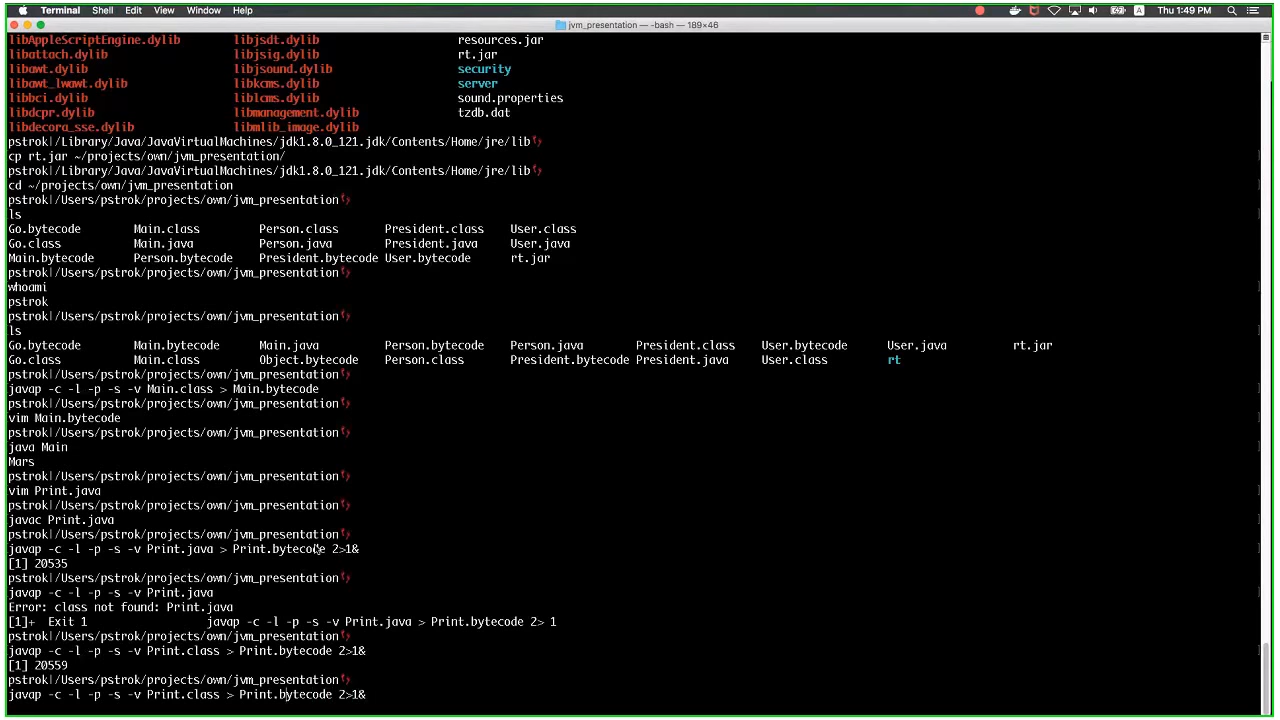 Terminal Shell Edit View Window Help Thu 1:49 PM
jvm_presentation — -bash — 189×46
libAppleScriptEngine.dylib libjsdt.dylib resources.jar
libattach.dylib libjsig.dylib rt.jar
libawt.dylib libjsound.dylib security
libawt_lwawt.dylib libkcms.dylib server
libbci.dylib liblcms.dylib sound.properties
libdcpr.dylib libmanagement.dylib tzdb.dat
libdecora_sse.dylib libmlib_image.dylib
pstrok|/Library/Java/JavaVirtualMachines/jdk1.8.0_121.jdk/Contents/Home/jre/lib
cp rt.jar ~/projects/own/jvm_presentation/
pstrok|/Library/Java/JavaVirtualMachines/jdk1.8.0_121.jdk/Contents/Home/jre/lib
cd ~/projects/own/jvm_presentation
pstrok|/Users/pstrok/projects/own/jvm_presentation
ls
Go.bytecode Main.class Person.class President.class User.class
Go.class Main.java Person.java President.java User.java
Main.bytecode Person.bytecode President.bytecode User.bytecode rt.jar
pstrok|/Users/pstrok/projects/own/jvm_presentation
whoami
pstrok
pstrok|/Users/pstrok/projects/own/jvm_presentation
ls
Go.bytecode Main.bytecode Main.java Person.bytecode Person.java President.class User.bytecode User.java rt.jar
Go.class Main.class Object.bytecode Person.class President.bytecode President.java User.class rt
pstrok|/Users/pstrok/projects/own/jvm_presentation
javap -c -l -p -s -v Main.class > Main.bytecode
pstrok|/Users/pstrok/projects/own/jvm_presentation
vim Main.bytecode
pstrok|/Users/pstrok/projects/own/jvm_presentation
java Main
Mars
pstrok|/Users/pstrok/projects/own/jvm_presentation
vim Print.java
pstrok|/Users/pstrok/projects/own/jvm_presentation
javac Print.java
pstrok|/Users/pstrok/projects/own/jvm_presentation
javap -c -l -p -s -v Print.java > Print.bytecode 2>1&
[1] 20535
pstrok|/Users/pstrok/projects/own/jvm_presentation
javap -c -l -p -s -v Print.java
Error: class not found: Print.java
[1]+ Exit 1 javap -c -l -p -s -v Print.java > Print.bytecode 2> 1
pstrok|/Users/pstrok/projects/own/jvm_presentation
javap -c -l -p -s -v Print.class > Print.bytecode 2>1&
[1] 20559
pstrok|/Users/pstrok/projects/own/jvm_presentation
javap -c -l -p -s -v Print.class > Print.bytecode 2>1&